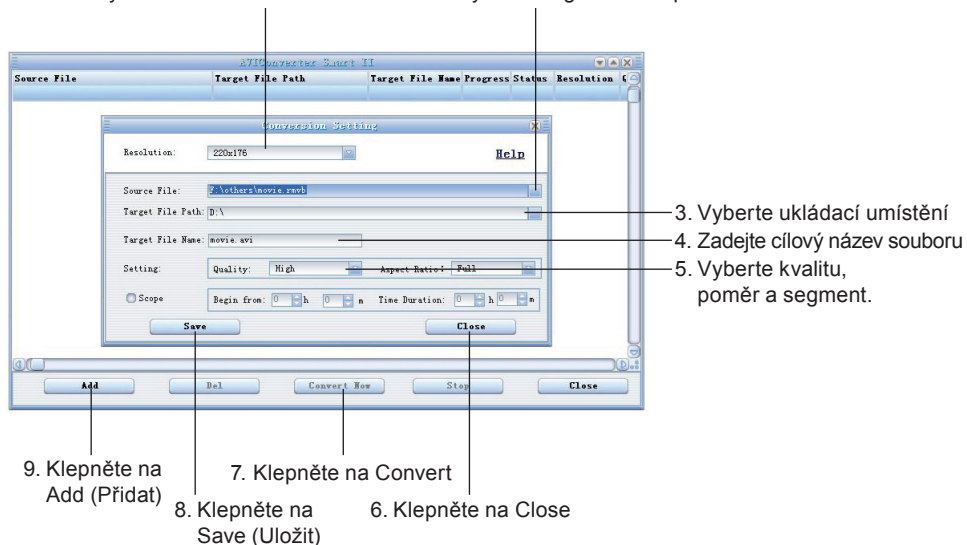 AVIConverter Smart II
Source File Target File Path Target File Name Progress Status Resolution
Conversion Setting
Resolution: 220x176 Help
Source File: F:\others\movie.rmvb
Target File Path: D:\
Target File Name: movie.avi
Setting: Quality: High Aspect Ratio: Full
Scope Begin from: 0 h 0 m Time Duration: 0 h 0 m
Save Close
Add Del Convert Now Stop Close
3. Vyberte ukládací umístění
4. Zadejte cílový název souboru
5. Vyberte kvalitu,
poměr a segment.
9. Klepněte na
Add (Přidat)
7. Klepněte na Convert
8. Klepněte na
Save (Uložit)
6. Klepněte na Close